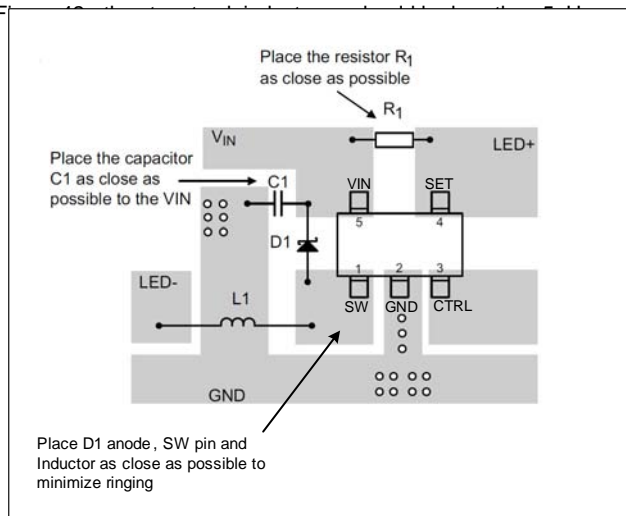 Place the resistor R1
as close as possible
R1
VIN
LED+
Place the capacitor
C1 as close as
possible to the VIN
C1
VIN
SET
5
4
D1
LED-
1
2
3
L1
SW
GND
CTRL
GND
Place D1 anode, SW pin and
Inductor as close as possible to
minimize ringing